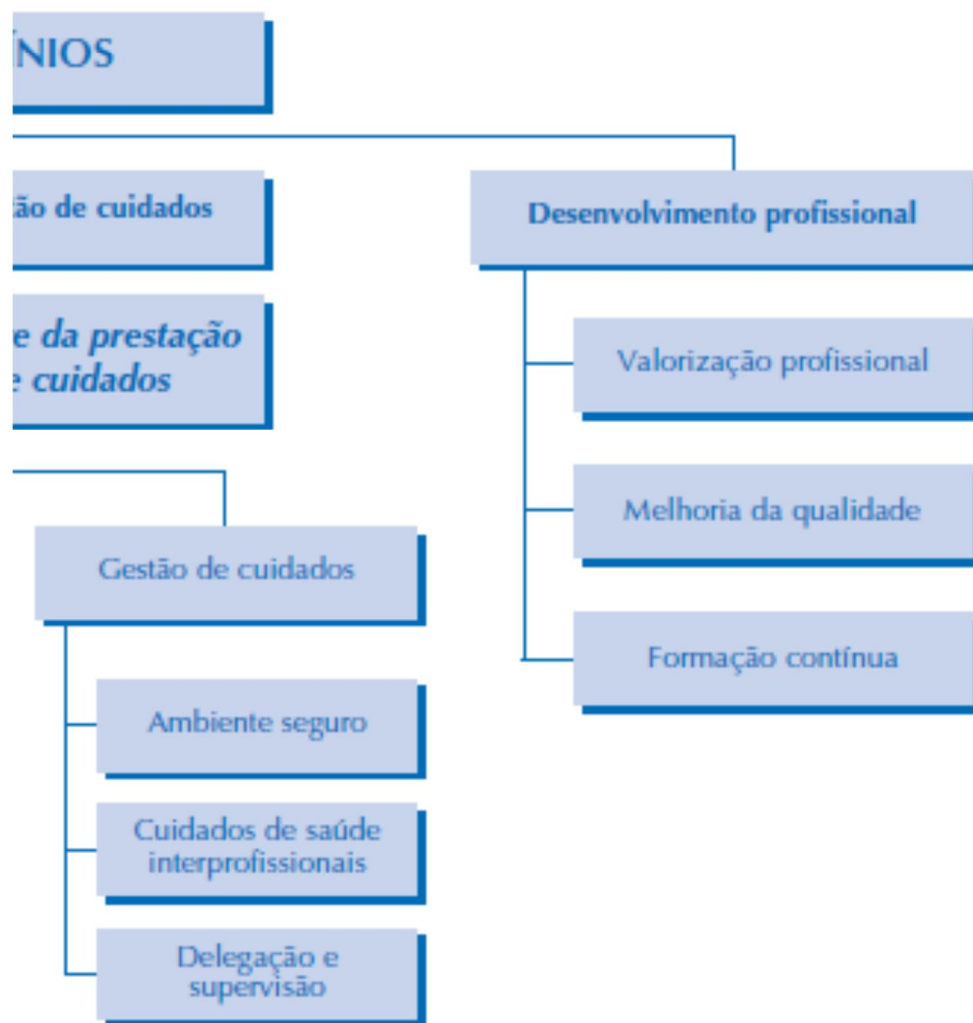 ÍNIOS
ão de cuidados
Desenvolvimento profissional
da prestação
cuidados
Valorização profissional
Melhoria da qualidade
Gestão de cuidados
Formação contínua
Ambiente seguro
Cuidados de saúde
interprofissionais
Delegação e
supervisão